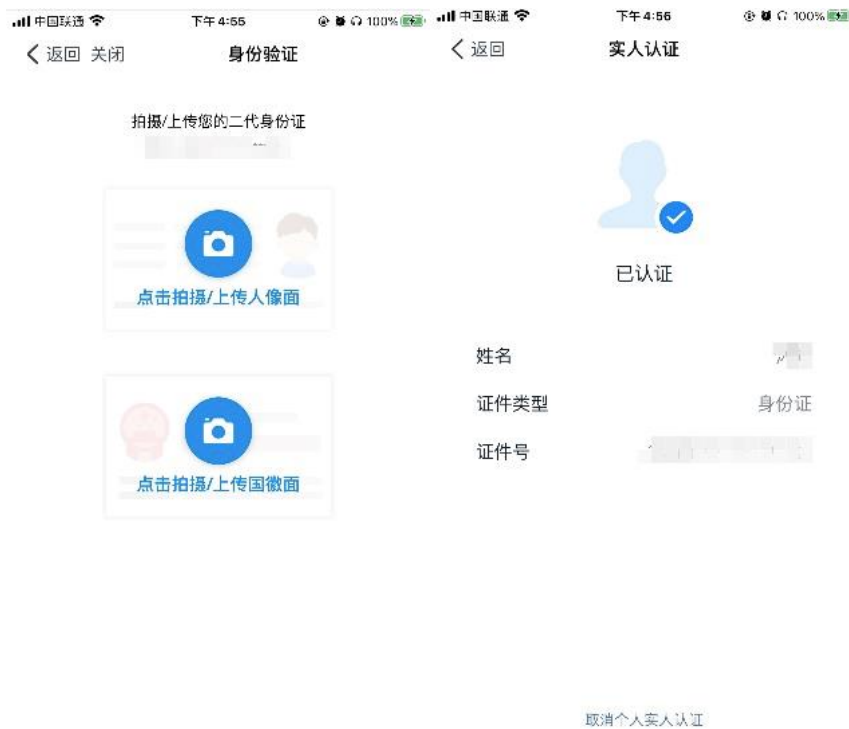 中国联通 下午 4:55 100%
返回 关闭 身份验证
拍摄/上传您的二代身份证
点击拍摄/上传人像面
点击拍摄/上传国徽面
中国联通 下午 4:56 100%
返回 实人认证
已认证
姓名
证件类型 身份证
证件号
取消个人实人认证